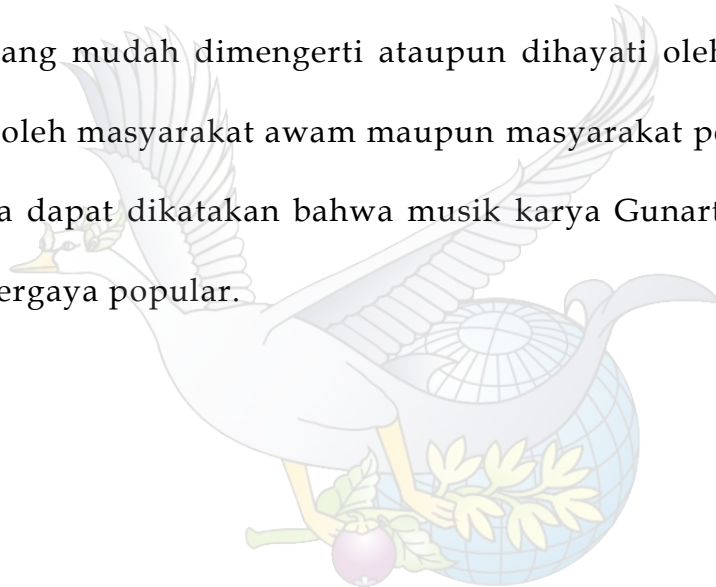 ang mudah dimengerti ataupun dihayati oleh
oleh masyarakat awam maupun masyarakat p
a dapat dikatakan bahwa musik karya Gunart
ergaya popular.